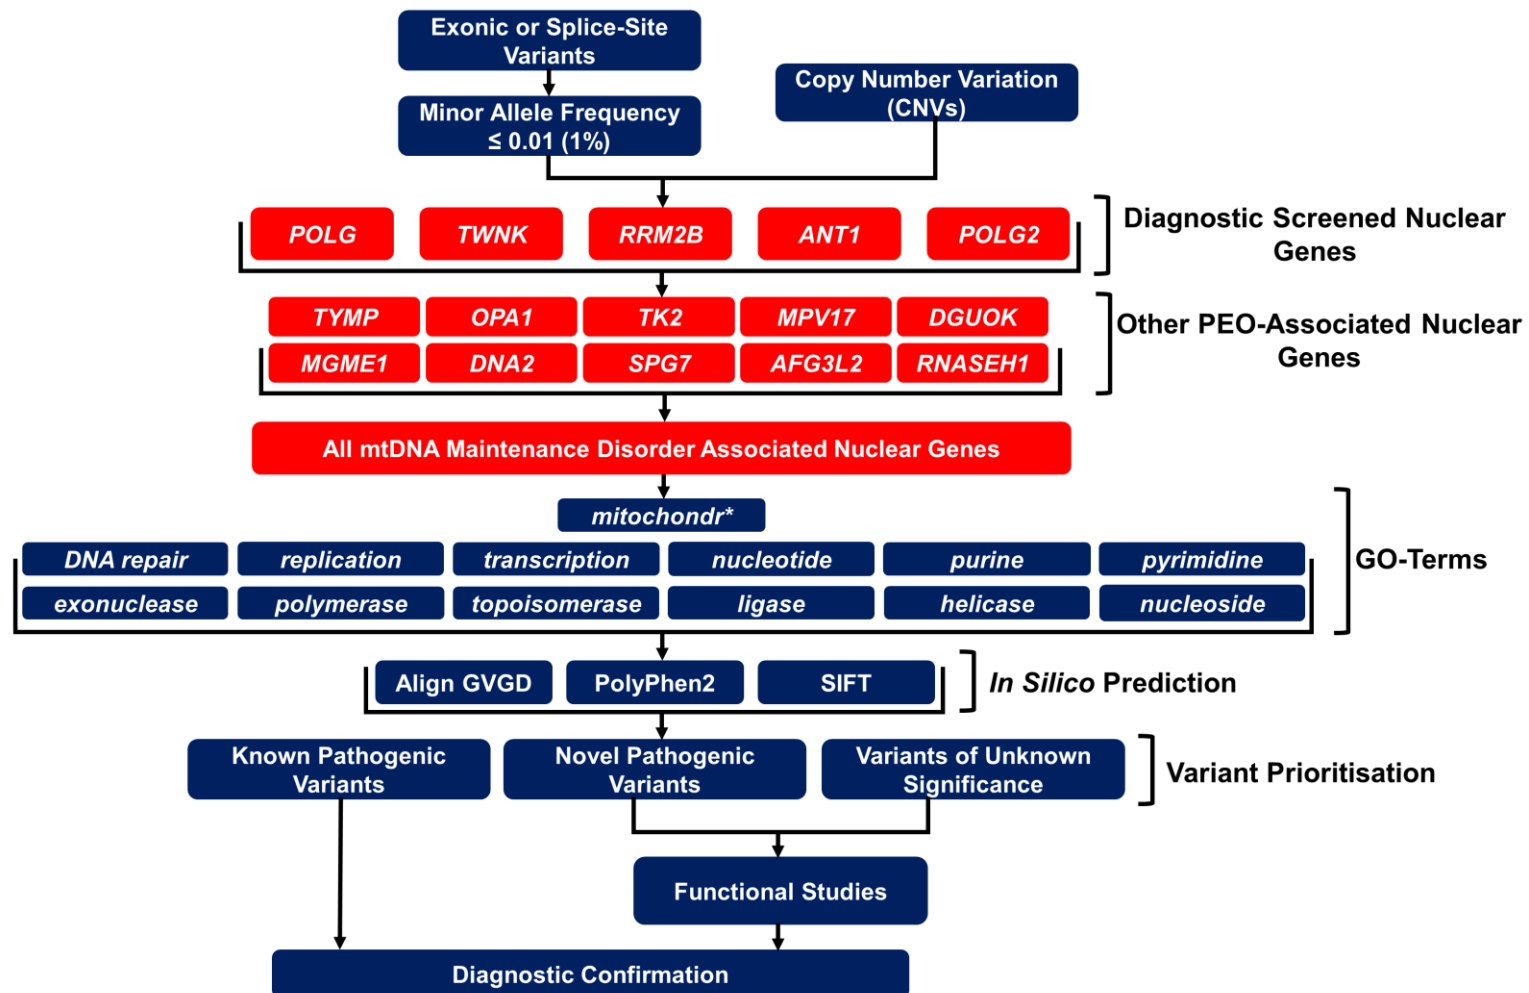 Exonic or Splice-Site
Variants
Copy Number Variation
(CNVs)
Minor Allele Frequency
≤ 0.01 (1%)
POLG
TWNK
RRM2B
ANT1
POLG2
Diagnostic Screened Nuclear
Genes
TYMP
OPA1
TK2
MPV17
DGUOK
MGME1
DNA2
SPG7
AFG3L2
RNASEH1
Other PEO-Associated Nuclear
Genes
All mtDNA Maintenance Disorder Associated Nuclear Genes
mitochondr*
DNA repair
replication
transcription
nucleotide
purine
pyrimidine
exonuclease
polymerase
topoisomerase
ligase
helicase
nucleoside
GO-Terms
Align GVGD
PolyPhen2
SIFT
In Silico Prediction
Known Pathogenic
Variants
Novel Pathogenic
Variants
Variants of Unknown
Significance
Variant Prioritisation
Functional Studies
Diagnostic Confirmation